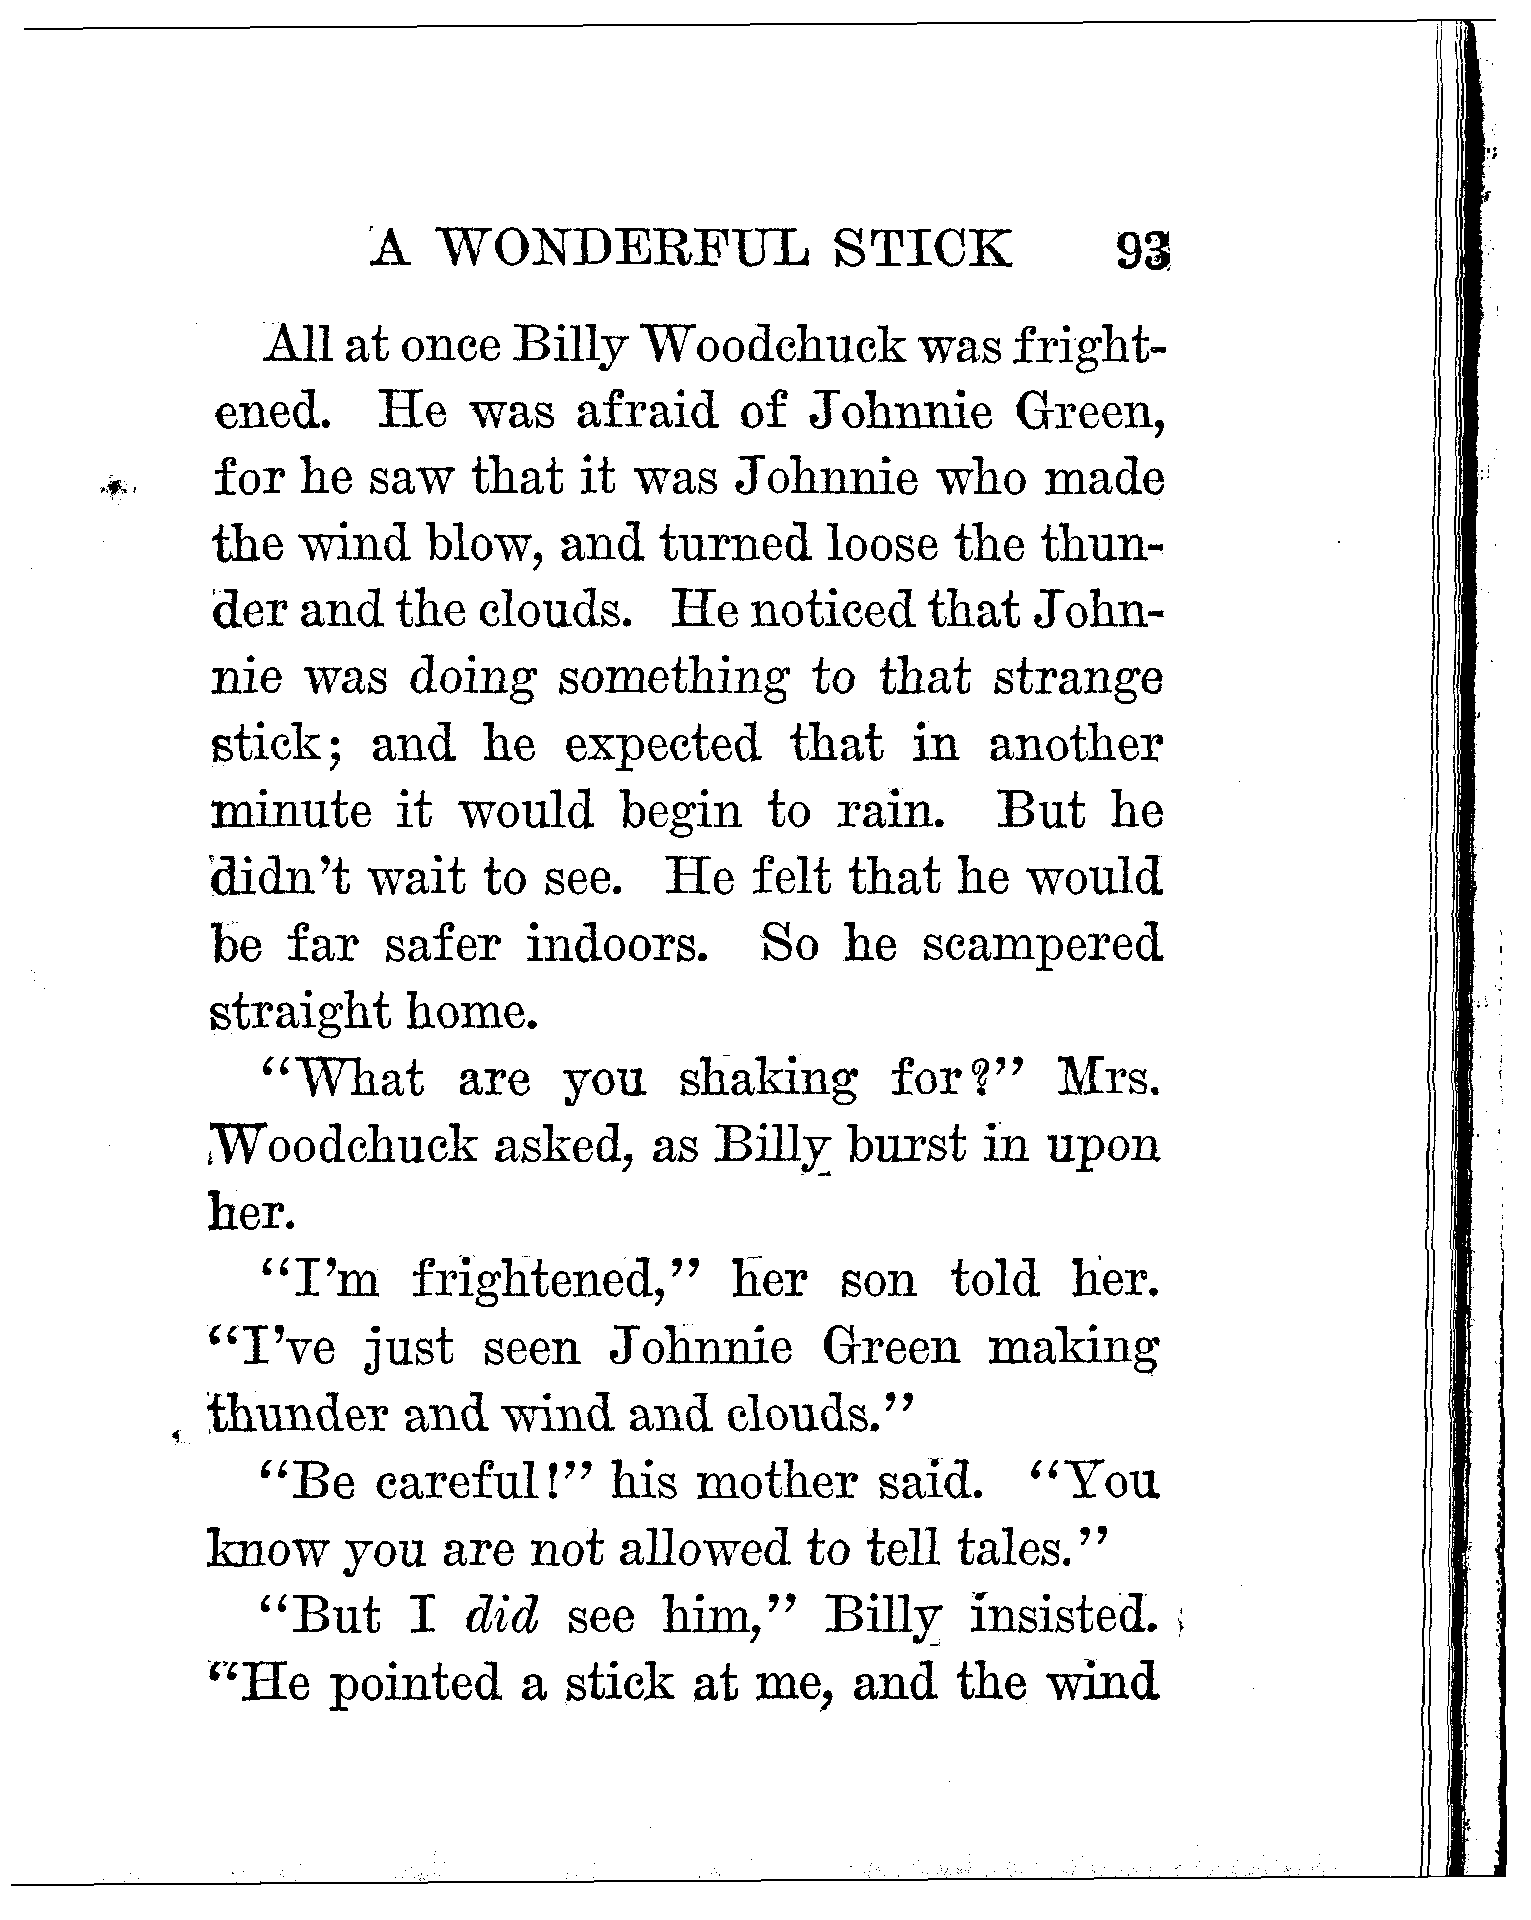 A WONDERFUL STICK 93
All at once Billy Woodchuck was fright-
ened. He was afraid of Johnnie Green,
for he saw that it was Johnnie who made
the wind blow, and turned loose the thun-
der and the clouds. He noticed that John-
nie was doing something to that strange
stick; and he expected that in another
minute it would begin to rain. But he
didn't wait to see. He felt that he would
be far safer indoors. So he scampered
straight home.
"What are you shaking for?" Mrs.
Woodchuck asked, as Billy burst in upon
her.
"I'm frightened," her son told her.
"I've just seen Johnnie Green making
thunder and wind and clouds."
"Be careful!" his mother said. "You
know you are not allowed to tell tales."
"But I did see him," Billy insisted.
"He pointed a stick at me, and the wind